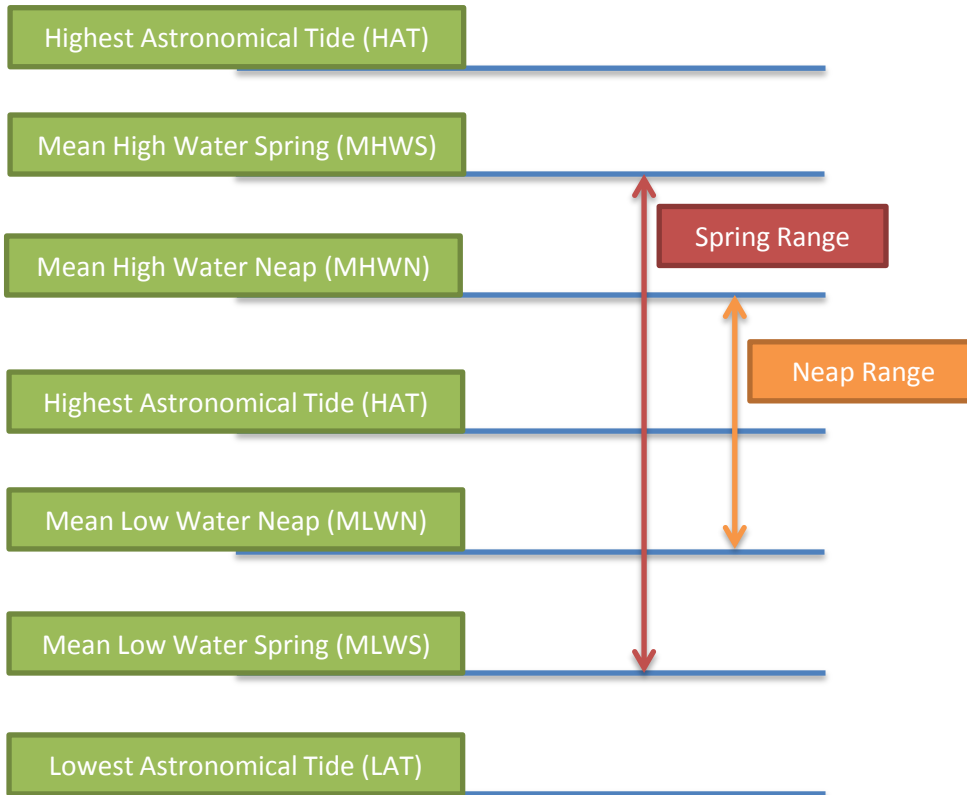 Highest Astronomical Tide (HAT)
Mean High Water Spring (MHWS)
Spring Range
Mean High Water Neap (MHWN)
Neap Range
Highest Astronomical Tide (HAT)
Mean Low Water Neap (MLWN)
Mean Low Water Spring (MLWS)
Lowest Astronomical Tide (LAT)